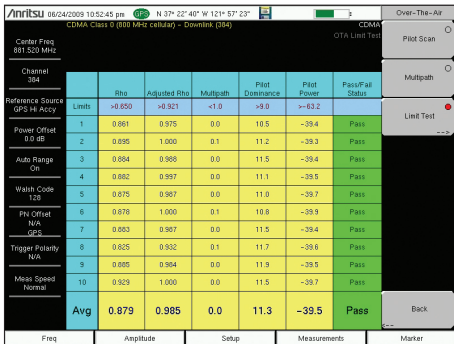 Anritsu 06/24/2009 10:52:45 pm GPS N 37° 22' 40" W 121° 57' 23"
CDMA Class 0 (800 MHz cellular) – Downlink (384)
CDMA
OTA Limit Test
Center Freq
881.520 MHz
Channel
384
Reference Source
GPS Hi Accy
Power Offset
0.0 dB
Auto Range
On
Walsh Code
128
PN Offset
N/A
GPS
Trigger Polarity
N/A
Meas Speed
Normal
Rho Adjusted Rho Multipath Pilot Dominance Pilot Power Pass/Fail Status
Limits >0.850 >0.921 <1.0 >9.0 >-63.2
1 0.861 0.975 0.0 10.5 -39.4 Pass
2 0.895 1.000 0.1 11.2 -39.3 Pass
3 0.884 0.986 0.0 11.5 -39.4 Pass
4 0.882 0.997 0.0 11.1 -39.5 Pass
5 0.875 0.987 0.0 11.0 -39.7 Pass
6 0.878 1.000 0.1 10.8 -39.9 Pass
7 0.883 0.987 0.0 11.5 -39.4 Pass
8 0.825 0.932 0.1 11.7 -39.6 Pass
9 0.885 0.984 0.0 11.9 -39.5 Pass
10 0.929 1.000 0.0 11.5 -39.7 Pass
Avg 0.879 0.985 0.0 11.3 -39.5 Pass
Over-The-Air
Pilot Scan
Multipath
Limit Test
-->
Back
<--
Freq Amplitude Setup Measurements Marker